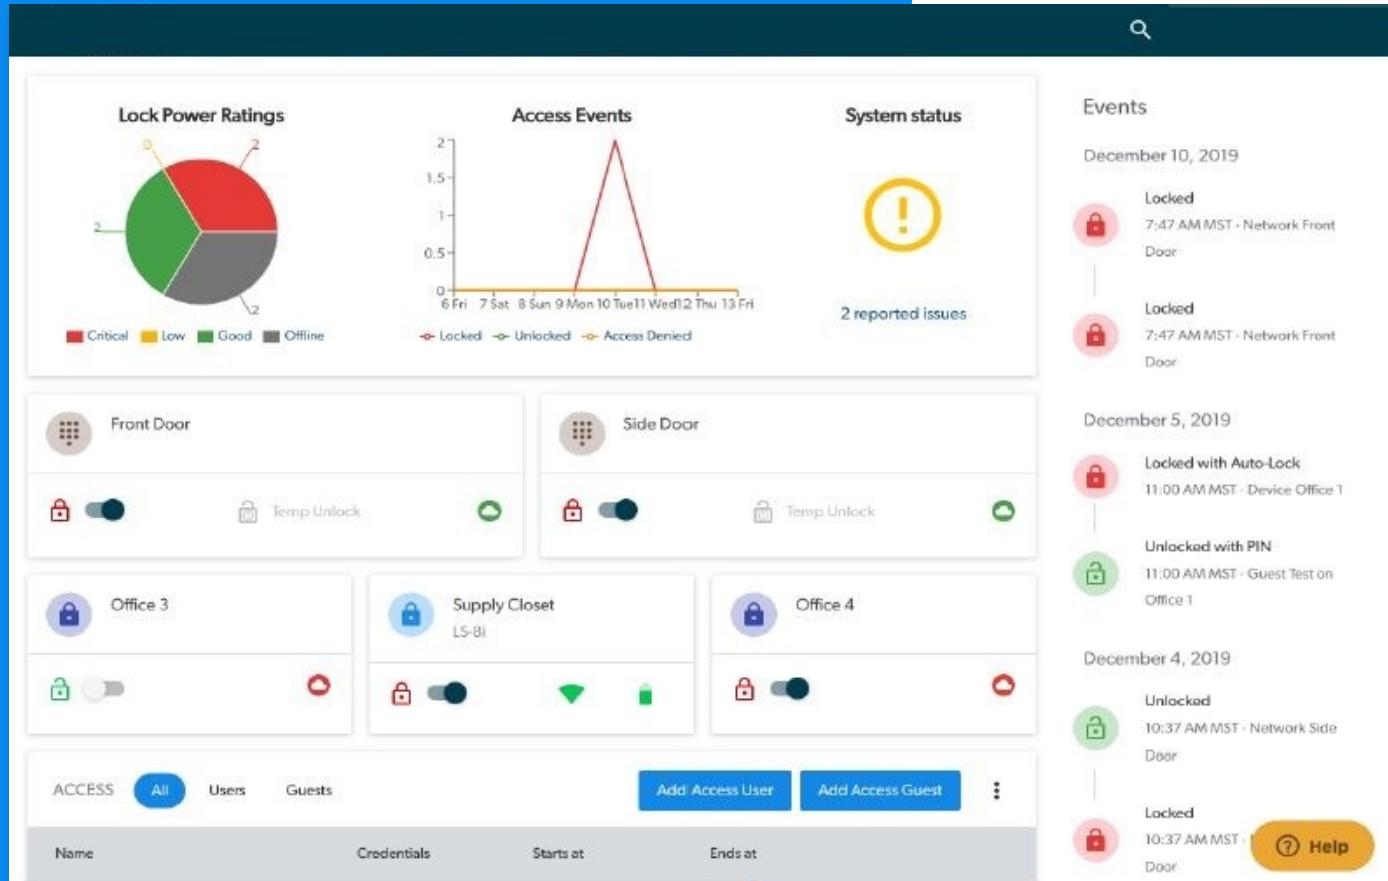 Lock Power Ratings
0
2
2
2
Critical Low Good Offline
Access Events
2
1.5
1
0.5
0
6 Fri 7 Sat 8 Sun 9 Mon 10 Tue 11 Wed 12 Thu 13 Fri
Locked Unlocked Access Denied
System status
!
2 reported issues
Front Door
Temp Unlock
Side Door
Temp Unlock
Office 3
Supply Closet
LS-8i
Office 4
ACCESS All Users Guests Add Access User Add Access Guest
Name Credentials Starts at Ends at
Events
December 10, 2019
Locked
7:47 AM MST - Network Front
Door
Locked
7:47 AM MST - Network Front
Door
December 5, 2019
Locked with Auto-Lock
11:00 AM MST - Device Office 1
Unlocked with PIN
11:00 AM MST - Guest Test on
Office 1
December 4, 2019
Unlocked
10:37 AM MST - Network Side
Door
Locked
10:37 AM MST -
Door
? Help